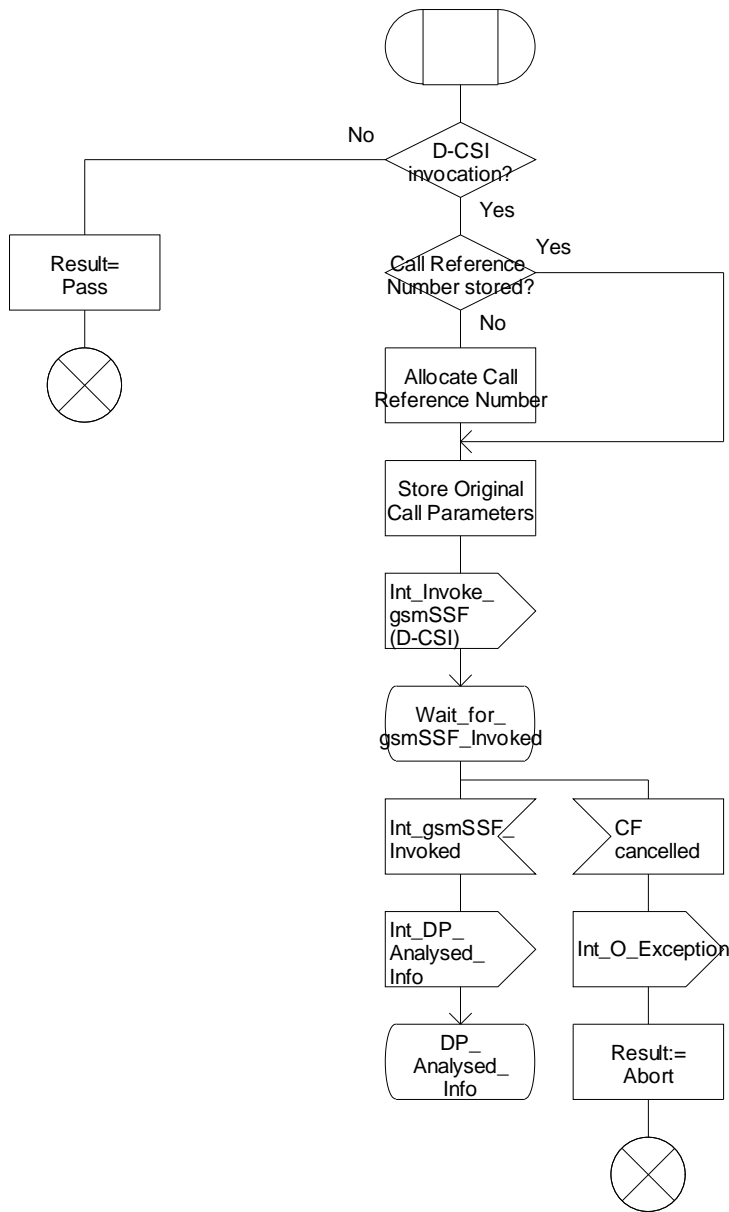 No
D-CSI
invocation?
Yes
Result=
Pass
Call Reference
Number stored?
Yes
No
Allocate Call
Reference Number
Store Original
Call Parameters
Int_Invoke_
gsmSSF
(D-CSI)
Wait_for_
gsmSSF_Invoked
Int_gsmSSF_
Invoked
CF
cancelled
Int_DP_
Analysed_
Info
Int_O_Exception
DP_
Analysed_
Info
Result:=
Abort